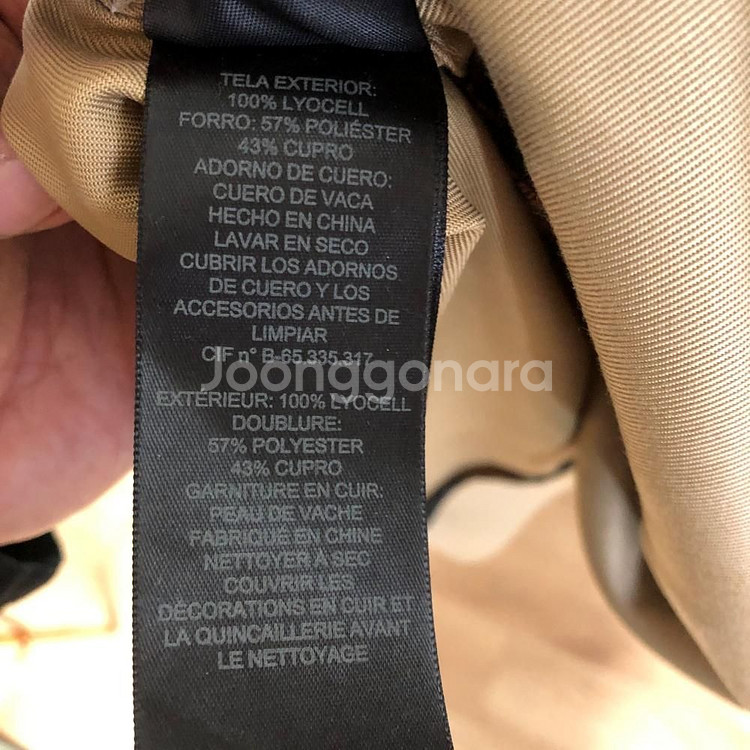 TELA EXTERIOR:
100% LYOCELL
FORRO: 57% POLIÉSTER
43% CUPRO
ADORNO DE CUERO:
CUERO DE VACA
HECHO EN CHINA
LAVAR EN SECO
CUBRIR LOS ADORNOS
DE CUERO Y LOS
ACCESORIOS ANTES DE
LIMPIAR
CIF n° B-65.335.317
Joonggonara
EXTÉRIEUR: 100% LYOCELL
DOUBLURE:
57% POLYESTER
43% CUPRO
GARNITURE EN CUIR:
PEAU DE VACHE
FABRIQUE EN CHINE
NETTOYER À SEC
COUVRIR LES
DÉCORATIONS EN CUIR ET
LA QUINCAILLERIE AVANT
LE NETTOYAGE